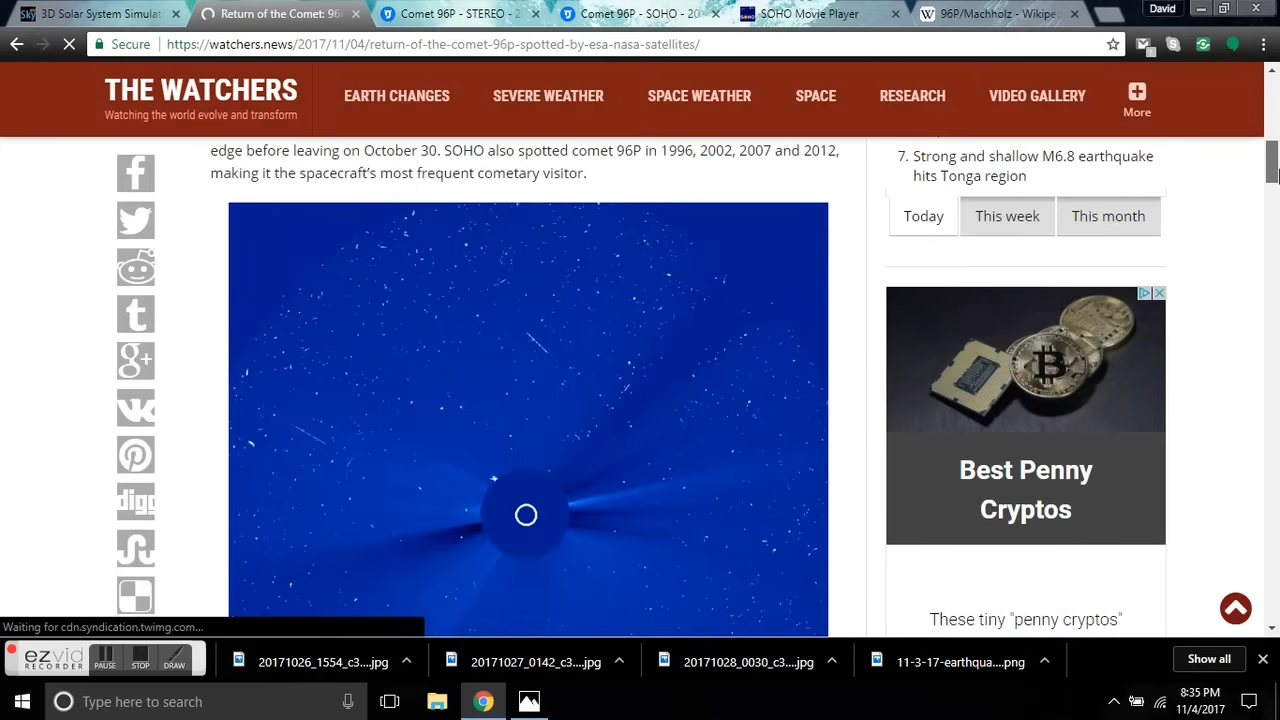 3D Solar System Simulat
Return of the Comet: 96
Comet 96P - STEREO - 2
Comet 96P - SOHO - 20
SOHO Movie Player
96P/Machholz - Wikipe
David
Secure
https://watchers.news/2017/11/04/return-of-the-comet-96p-spotted-by-esa-nasa-satellites/
THE WATCHERS
Watching the world evolve and transform
EARTH CHANGES
SEVERE WEATHER
SPACE WEATHER
SPACE
RESEARCH
VIDEO GALLERY
More
edge before leaving on October 30. SOHO also spotted comet 96P in 1996, 2002, 2007 and 2012,
making it the spacecraft's most frequent cometary visitor.
7. Strong and shallow M6.8 earthquake
hits Tonga region
Today
This week
This month
Best Penny
Cryptos
These tiny "penny cryptos"
Waiting for cdn.syndication.twimg.com...
ezvid
RECORDER
PAUSE
STOP
DRAW
20171026_1554_c3....jpg
20171027_0142_c3....jpg
20171028_0030_c3....jpg
11-3-17-earthqua....png
Show all
Type here to search
8:35 PM
11/4/2017